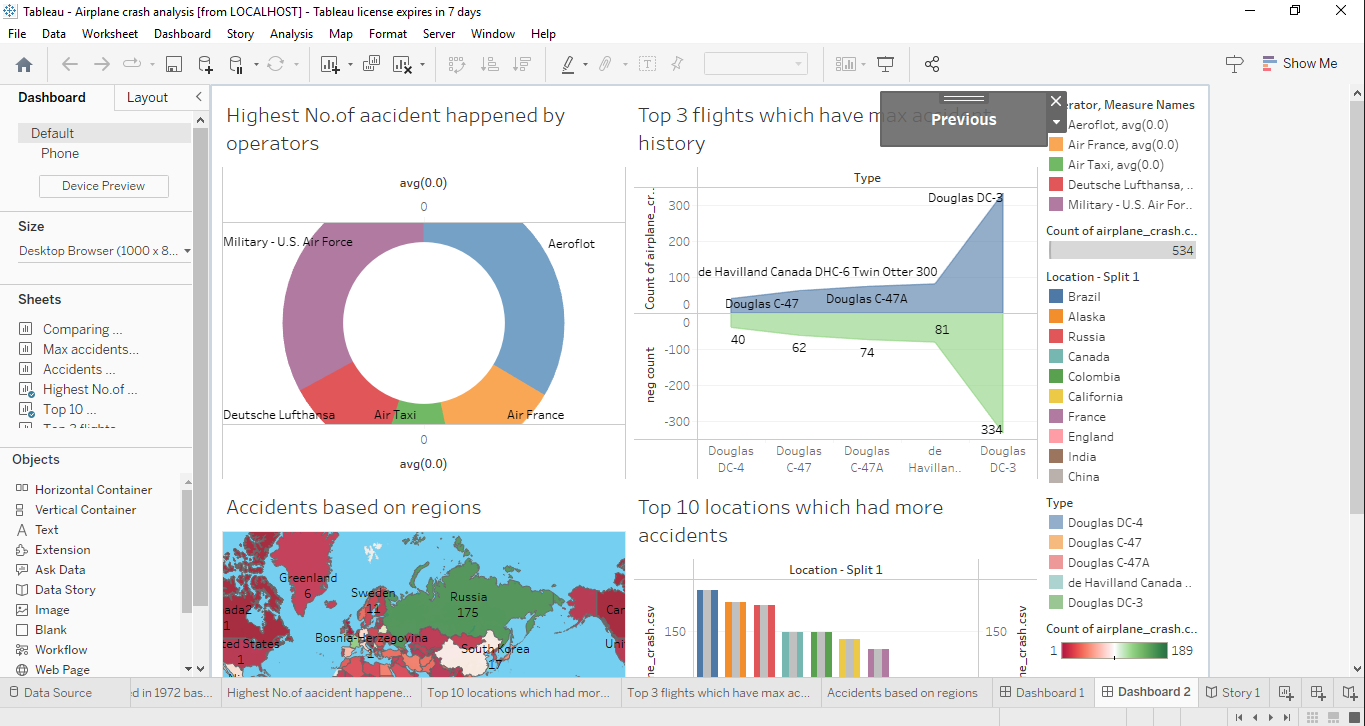 Tableau - Airplane crash analysis [from LOCALHOST] - Tableau license expires in 7 days
File Data Worksheet Dashboard Story Analysis Map Format Server Window Help
Show Me
Dashboard Layout
Default
Phone
Device Preview
Size
Desktop Browser (1000 x 8...
Sheets
Comparing ...
Max accidents...
Accidents ...
Highest No.of ...
Top 10 ...
Top 3 flights
Objects
Horizontal Container
Vertical Container
Text
Extension
Ask Data
Data Story
Image
Blank
Workflow
Web Page
Highest No.of aacident happened by
operators
avg(0.0)
0
Military - U.S. Air Force
Aeroflot
Deutsche Lufthansa
Air Taxi
Air France
0
avg(0.0)
Top 3 flights which have max accident
history
Previous
Type
Count of airplane_cr..
300
200
100
0
Douglas DC-3
de Havilland Canada DHC-6 Twin Otter 300
Douglas C-47
Douglas C-47A
neg count
0
-100
-200
-300
40
62
74
81
334
Douglas DC-4
Douglas C-47
Douglas C-47A
de Havillan..
Douglas DC-3
Accidents based on regions
Greenland
6
Sweden
11
Russia
175
ada2
1
Bosnia-Herzegovina
1
ted States
1
South Korea
17
Can
Uni
Top 10 locations which had more
accidents
Location - Split 1
150
ne_crash.csv
150
ne_crash.csv
erator, Measure Names
Aeroflot, avg(0.0)
Air France, avg(0.0)
Air Taxi, avg(0.0)
Deutsche Lufthansa, ..
Military - U.S. Air For..
Count of airplane_crash.c..
534
Location - Split 1
Brazil
Alaska
Russia
Canada
Colombia
California
France
England
India
China
Type
Douglas DC-4
Douglas C-47
Douglas C-47A
de Havilland Canada ..
Douglas DC-3
Count of airplane_crash.c..
1 189
Data Source
d in 1972 bas...
Highest No.of aacident happene...
Top 10 locations which had mor...
Top 3 flights which have max ac...
Accidents based on regions
Dashboard 1
Dashboard 2
Story 1